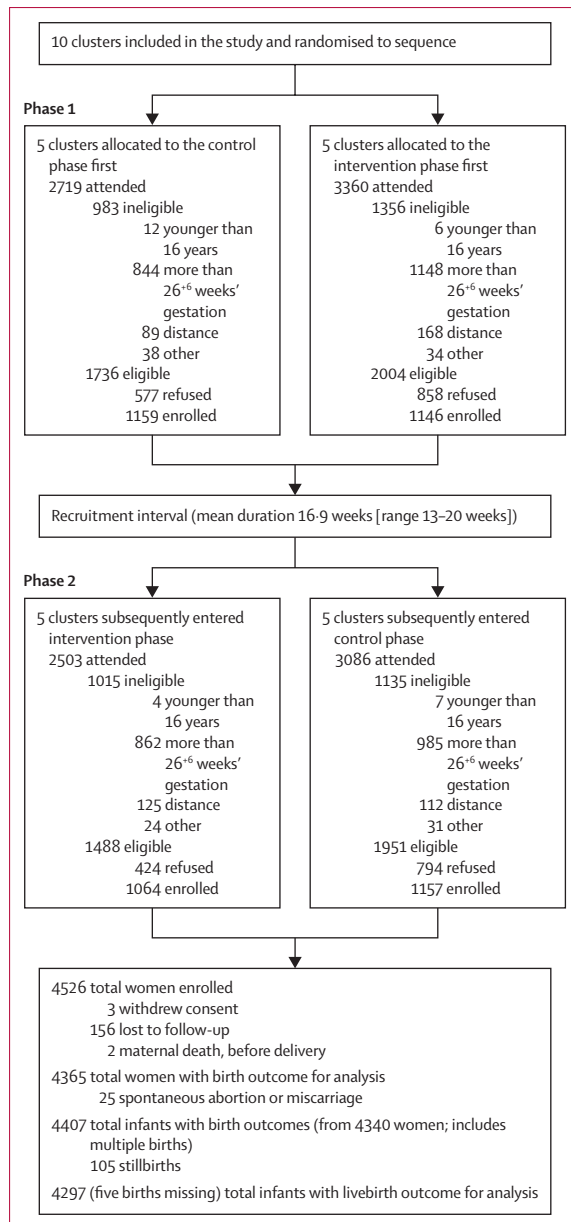 10 clusters included in the study and randomised to sequence
Phase 1
5 clusters allocated to the control
phase first
2719 attended
983 ineligible
12 younger than
16 years
844 more than
26⁺⁶ weeks’
gestation
89 distance
38 other
1736 eligible
577 refused
1159 enrolled
5 clusters allocated to the
intervention phase first
3360 attended
1356 ineligible
6 younger than
16 years
1148 more than
26⁺⁶ weeks’
gestation
168 distance
34 other
2004 eligible
858 refused
1146 enrolled
Recruitment interval (mean duration 16·9 weeks [range 13–20 weeks])
Phase 2
5 clusters subsequently entered
intervention phase
2503 attended
1015 ineligible
4 younger than
16 years
862 more than
26⁺⁶ weeks’
gestation
125 distance
24 other
1488 eligible
424 refused
1064 enrolled
5 clusters subsequently entered
control phase
3086 attended
1135 ineligible
7 younger than
16 years
985 more than
26⁺⁶ weeks’
gestation
112 distance
31 other
1951 eligible
794 refused
1157 enrolled
4526 total women enrolled
3 withdrew consent
156 lost to follow-up
2 maternal death, before delivery
4365 total women with birth outcome for analysis
25 spontaneous abortion or miscarriage
4407 total infants with birth outcomes (from 4340 women; includes
multiple births)
105 stillbirths
4297 (five births missing) total infants with livebirth outcome for analysis